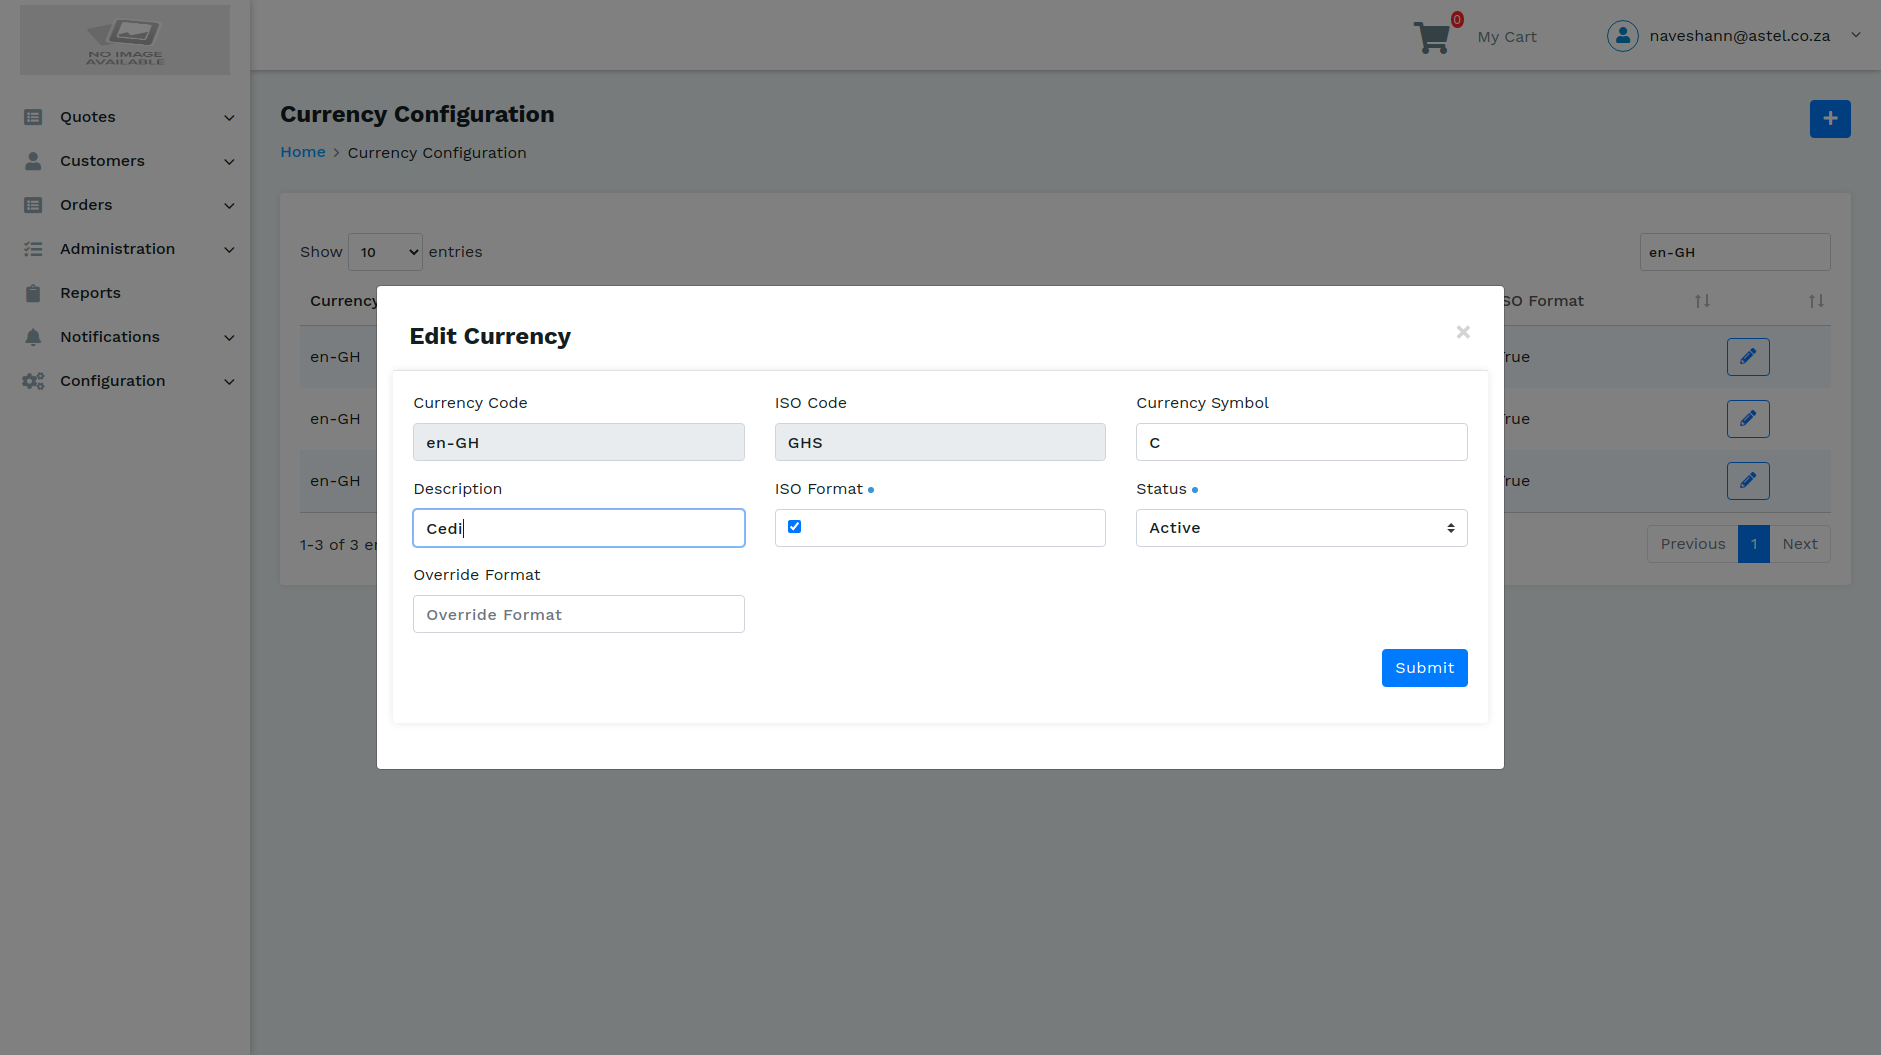 NO IMAGE
AVAILABLE
0
My Cart
naveshann@astel.co.za
Quotes
Customers
Orders
Administration
Reports
Notifications
Configuration
Currency Configuration
Home > Currency Configuration
Show 10 entries
en-GH
Currency
SO Format
en-GH
rue
en-GH
rue
en-GH
rue
1-3 of 3 er
Previous 1 Next
Edit Currency
×
Currency Code
ISO Code
Currency Symbol
en-GH
GHS
C
Description
ISO Format
Status
Cedi
Active
Override Format
Override Format
Submit